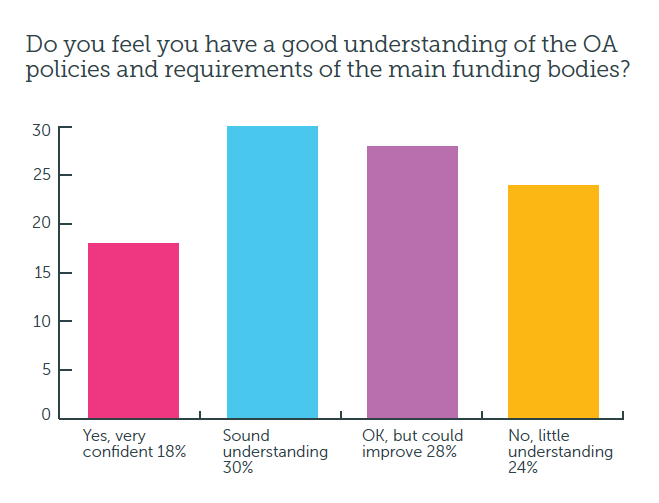 Do you feel you have a good understanding of the OA
policies and requirements of the main funding bodies?
30
25
20
15
10
5
0
Yes, very
confident 18%
Sound
understanding
30%
OK, but could
improve 28%
No, little
understanding
24%